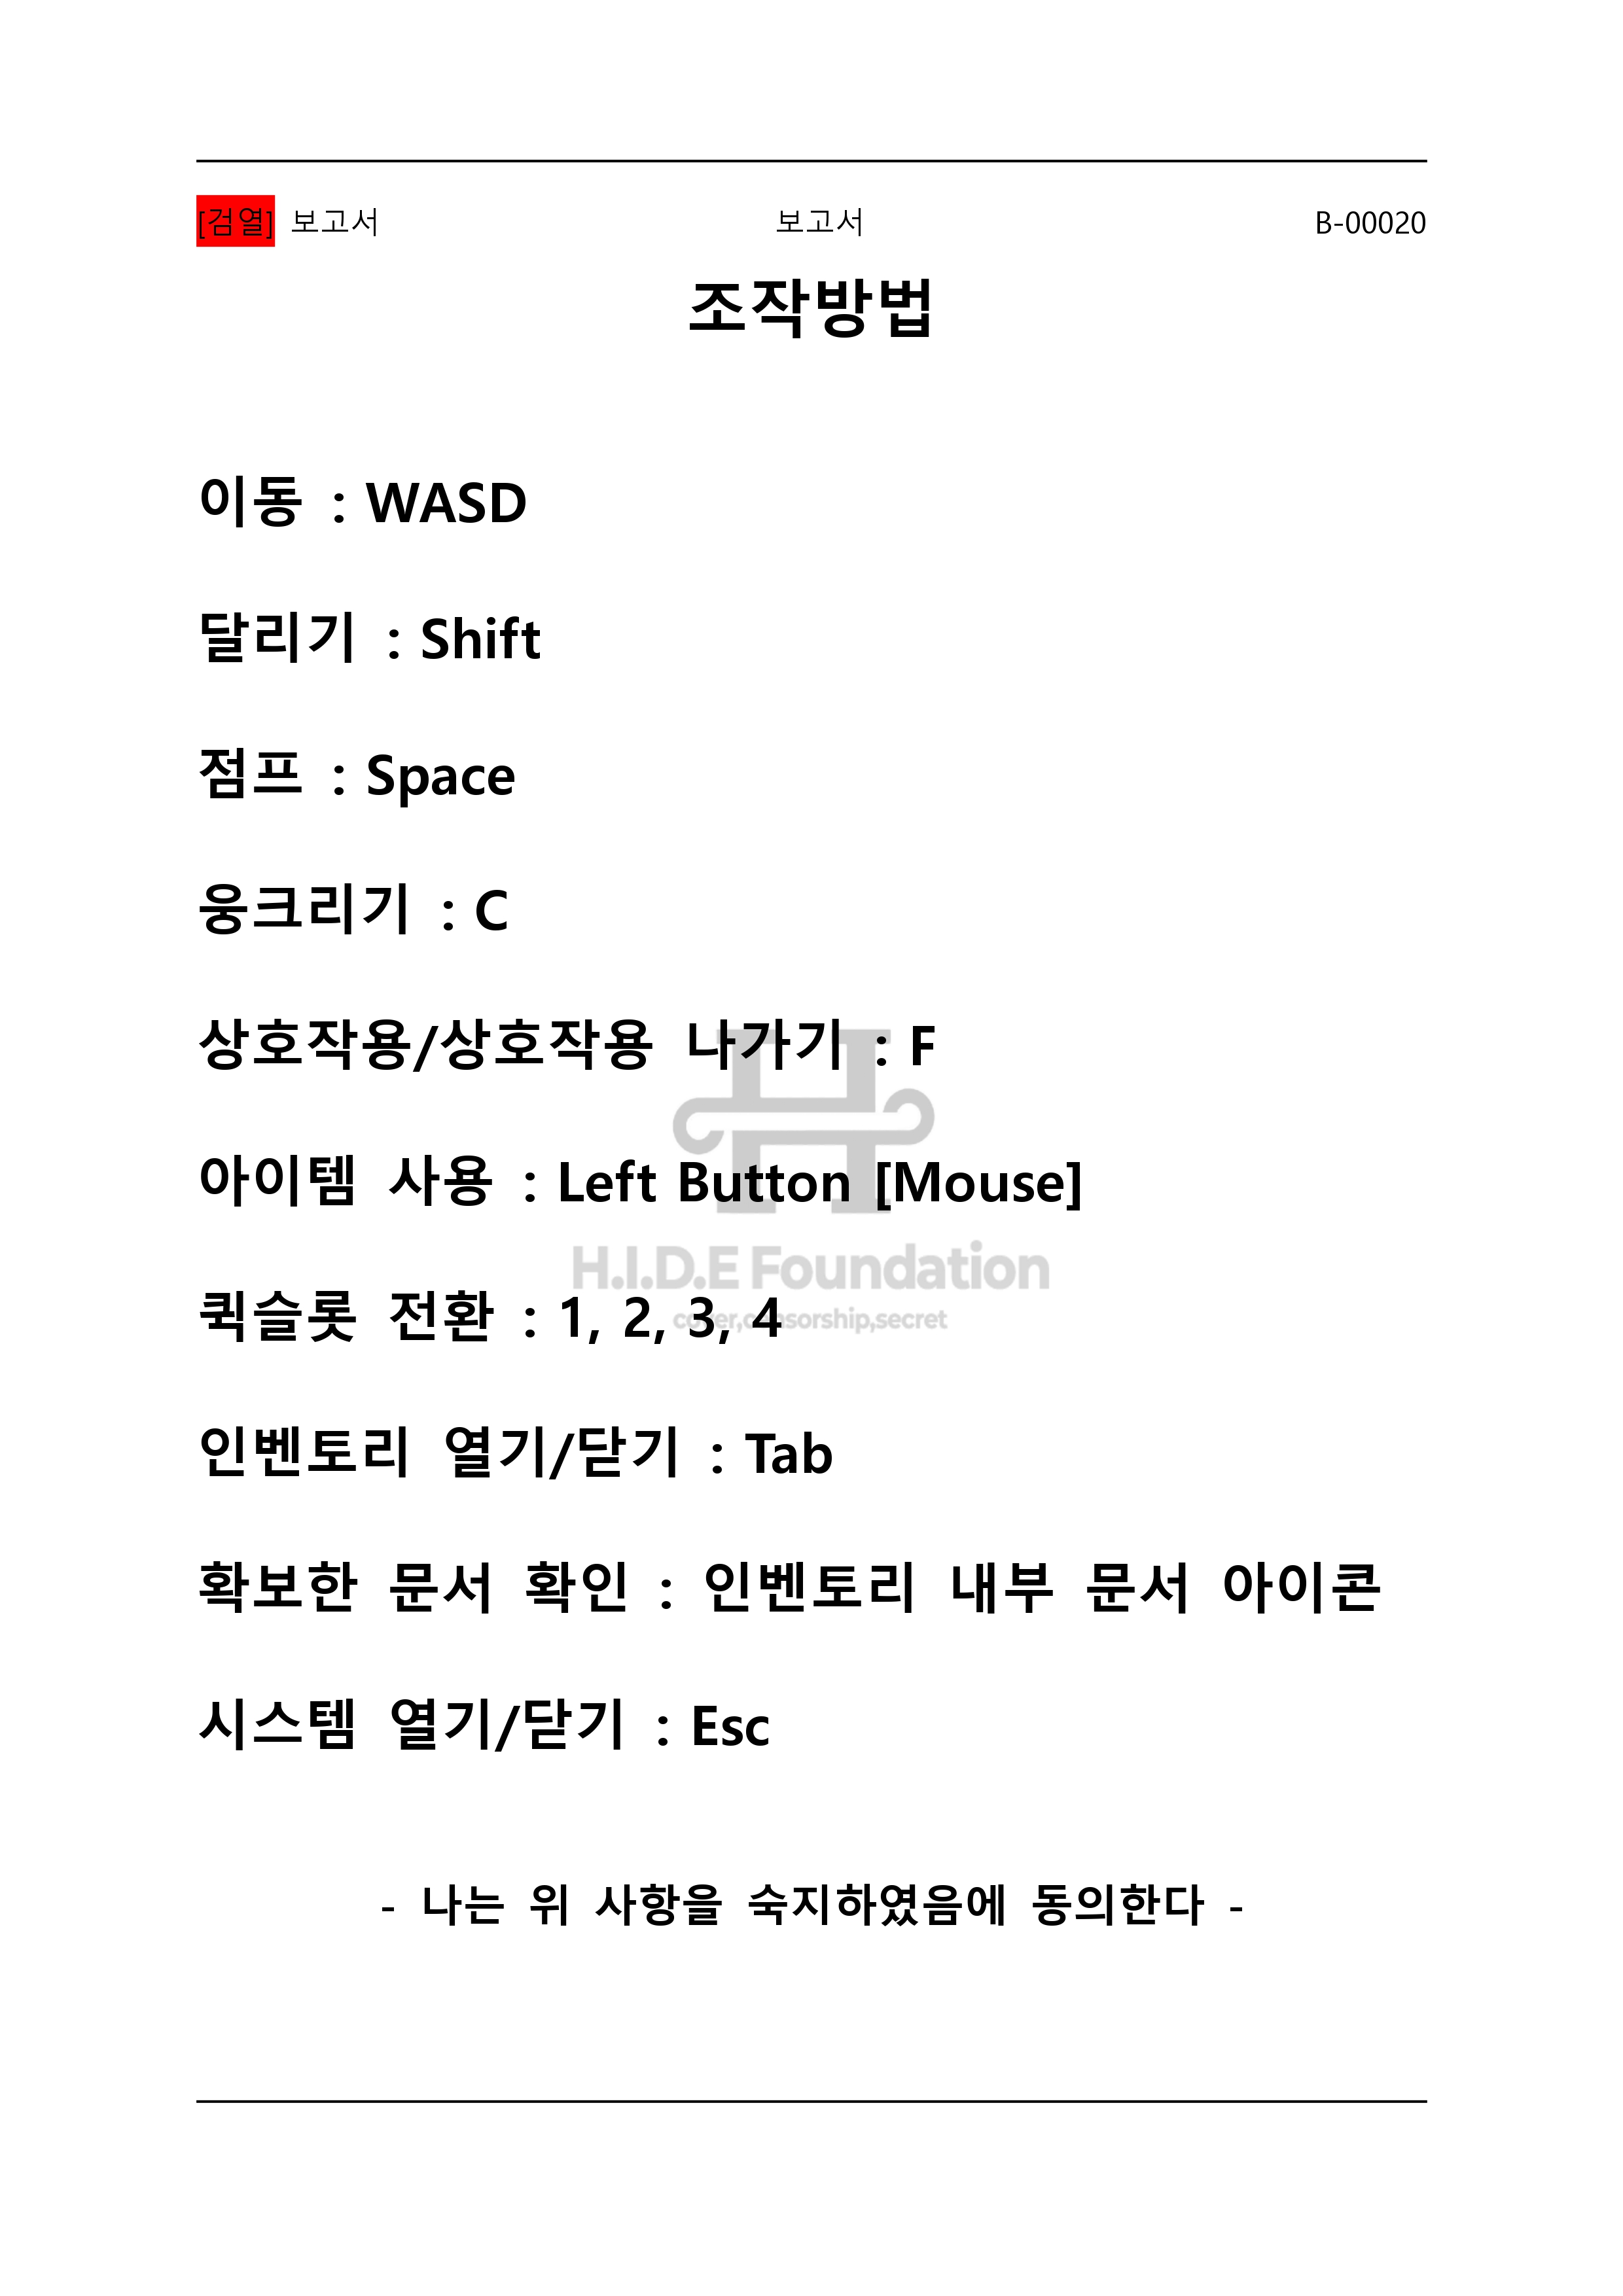 [검열] 보고서 보고서 B-00020
조작방법
이동 : WASD
달리기 : Shift
점프 : Space
웅크리기 : C
상호작용/상호작용 나가기 : F
아이템 사용 : Left Button [Mouse]
H.I.D.E Foundation
퀵슬롯 전환 : 1, 2, 3, 4
cover,censorship,secret
인벤토리 열기/닫기 : Tab
확보한 문서 확인 : 인벤토리 내부 문서 아이콘
시스템 열기/닫기 : Esc
- 나는 위 사항을 숙지하였음에 동의한다 -